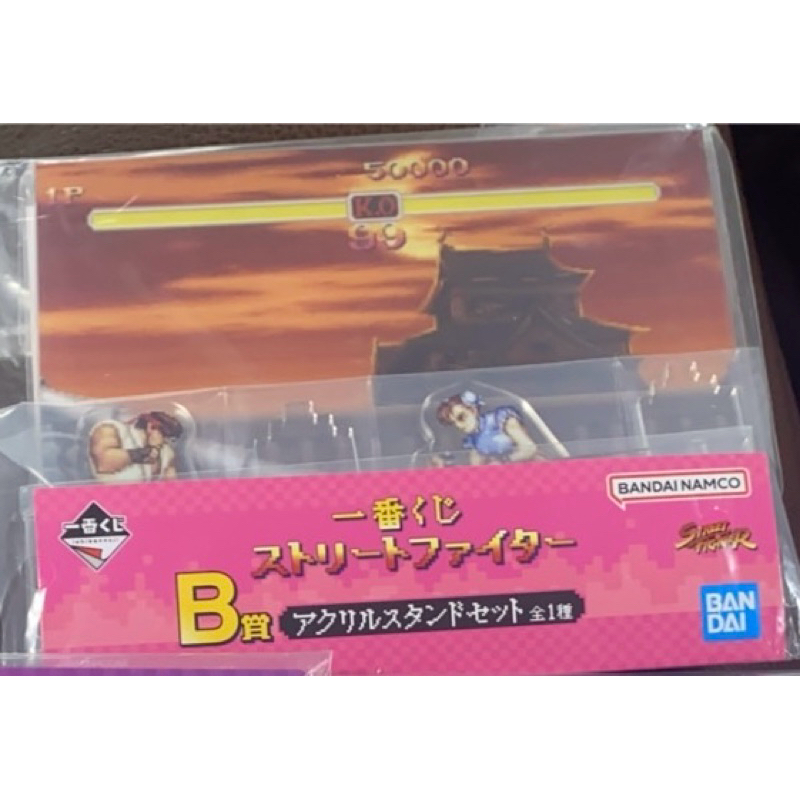 50000
1P
K.O
99
BANDAI NAMCO
一番くじ
一番くじ
ストリートファイター
STREET FIGHTER
B賞 アクリルスタンドセット 全1種
BAN
DAI